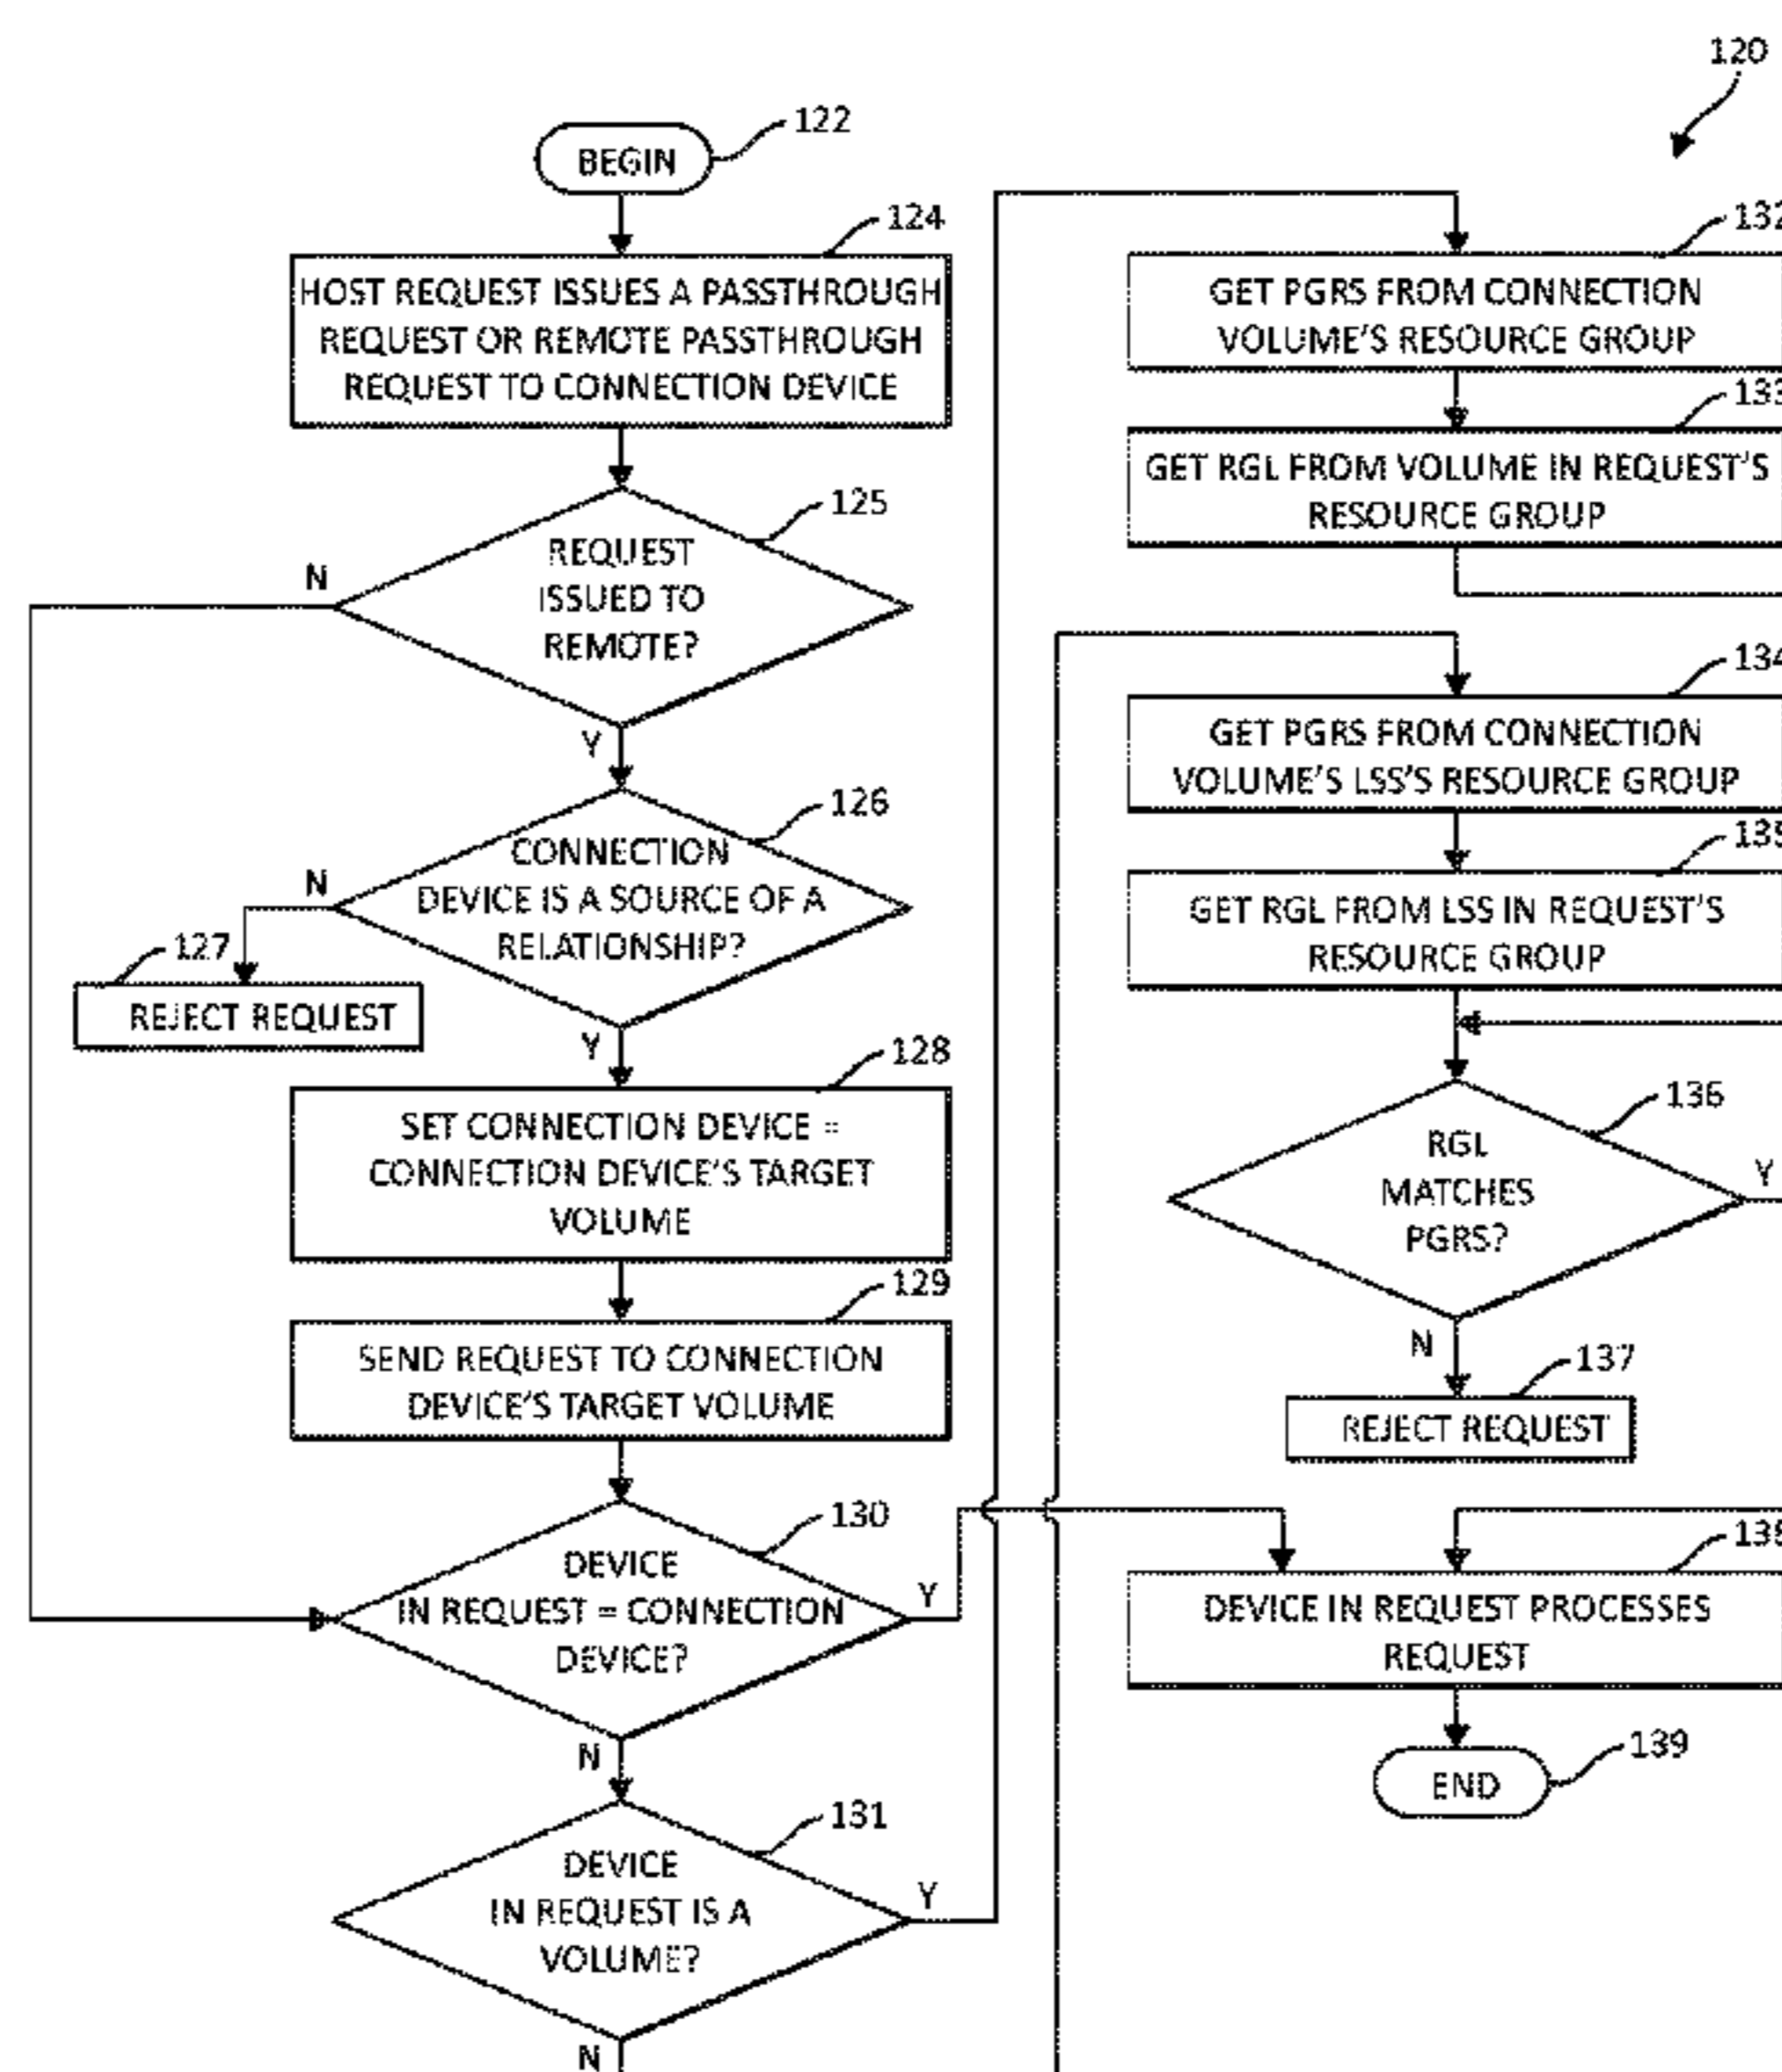 120
BEGIN
122
124
HOST REQUEST ISSUES A PASSTHROUGH
REQUEST OR REMOTE PASSTHROUGH
REQUEST TO CONNECTION DEVICE
125
REQUEST
ISSUED TO
REMOTE?
N
Y
126
CONNECTION
DEVICE IS A SOURCE OF A
RELATIONSHIP?
N
127
REJECT REQUEST
Y
128
SET CONNECTION DEVICE =
CONNECTION DEVICE'S TARGET
VOLUME
129
SEND REQUEST TO CONNECTION
DEVICE'S TARGET VOLUME
130
DEVICE
IN REQUEST = CONNECTION
DEVICE?
Y
N
131
DEVICE
IN REQUEST IS A
VOLUME?
Y
N
132
GET PGRS FROM CONNECTION
VOLUME'S RESOURCE GROUP
133
GET RGL FROM VOLUME IN REQUEST'S
RESOURCE GROUP
134
GET PGRS FROM CONNECTION
VOLUME'S LSS'S RESOURCE GROUP
135
GET RGL FROM LSS IN REQUEST'S
RESOURCE GROUP
136
RGL
MATCHES
PGRS?
Y
N
137
REJECT REQUEST
138
DEVICE IN REQUEST PROCESSES
REQUEST
END
139